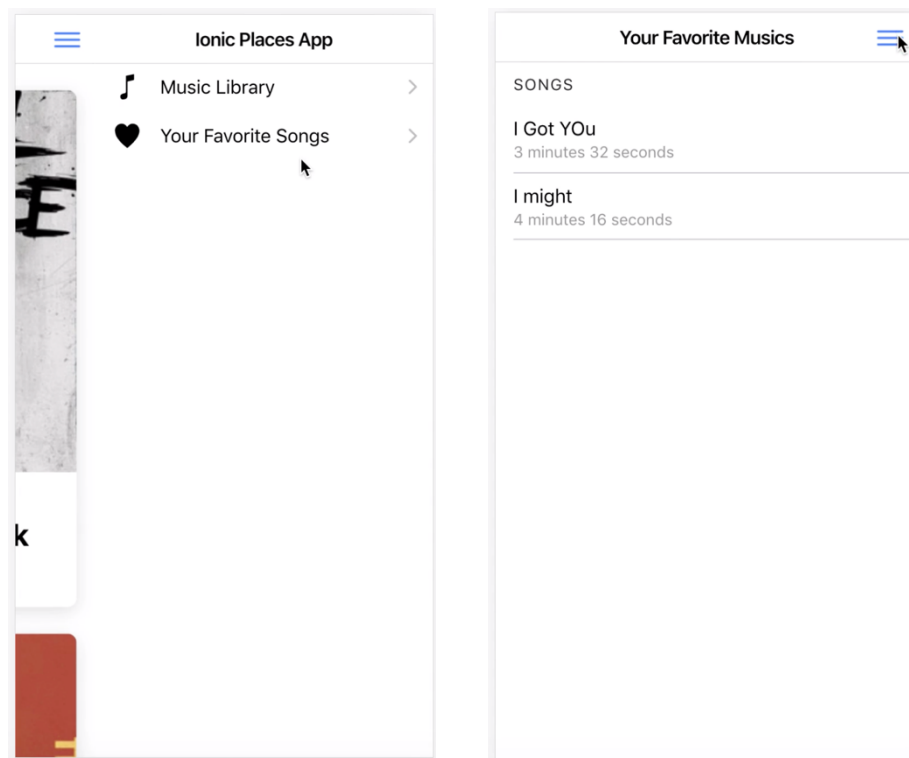 Ionic Places App
Music Library
Your Favorite Songs
E
k
Your Favorite Musics
SONGS
I Got YOu
3 minutes 32 seconds
I might
4 minutes 16 seconds